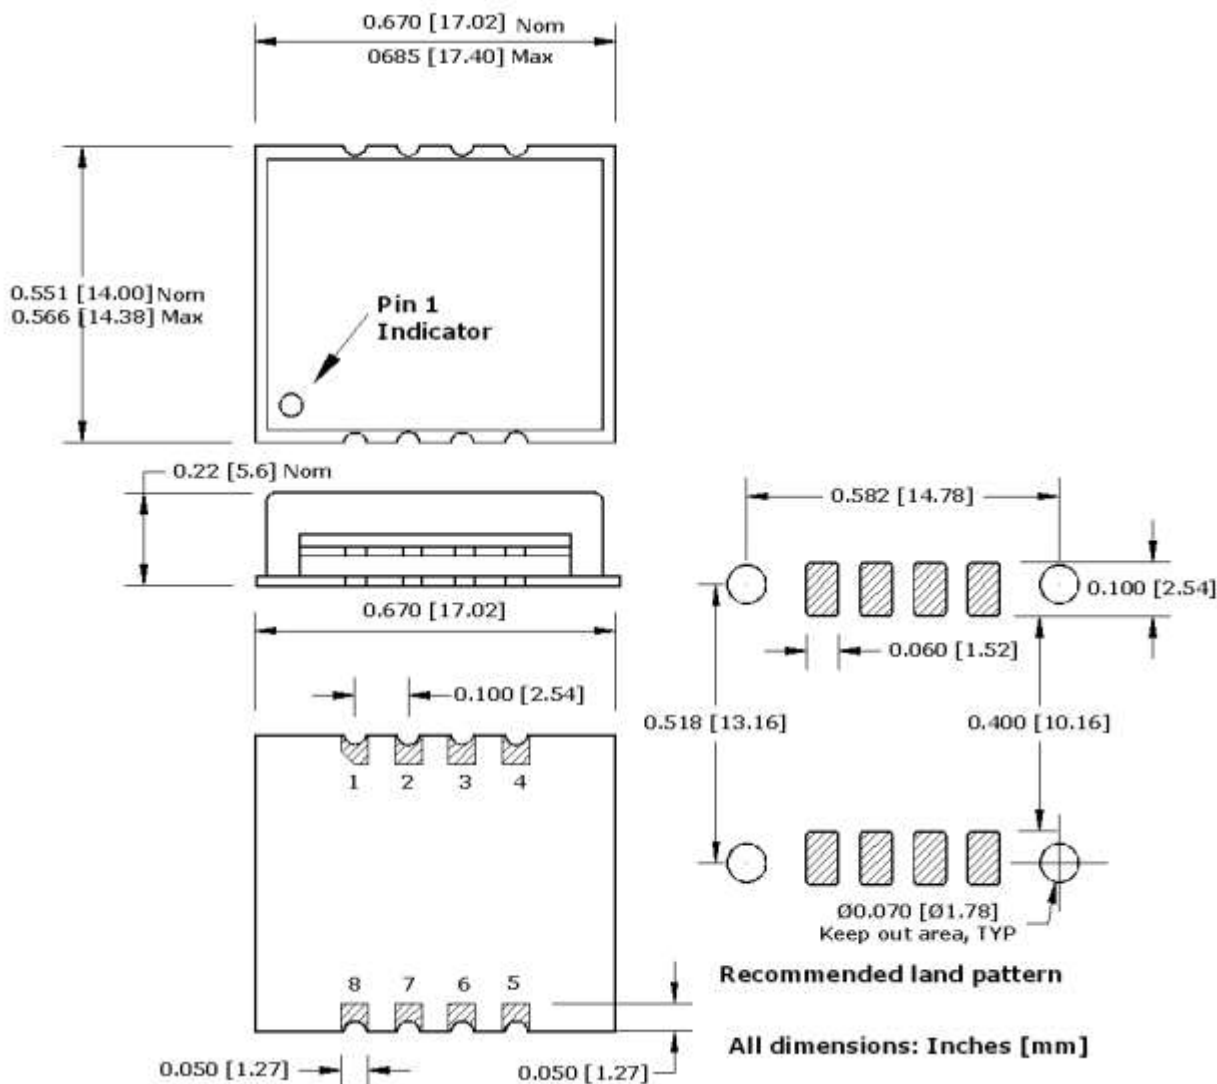 0.670 [17.02] Nom
0685 [17.40] Max
0.551 [14.00] Nom
0.566 [14.38] Max
Pin 1
Indicator
0.22 [5.6] Nom
0.582 [14.78]
0.100 [2.54]
0.670 [17.02]
0.060 [1.52]
0.100 [2.54]
0.518 [13.16]
0.400 [10.16]
1 2 3 4
Ø0.070 [Ø1.78]
Keep out area, TYP
Recommended land pattern
8 7 6 5
All dimensions: Inches [mm]
0.050 [1.27]
0.050 [1.27]